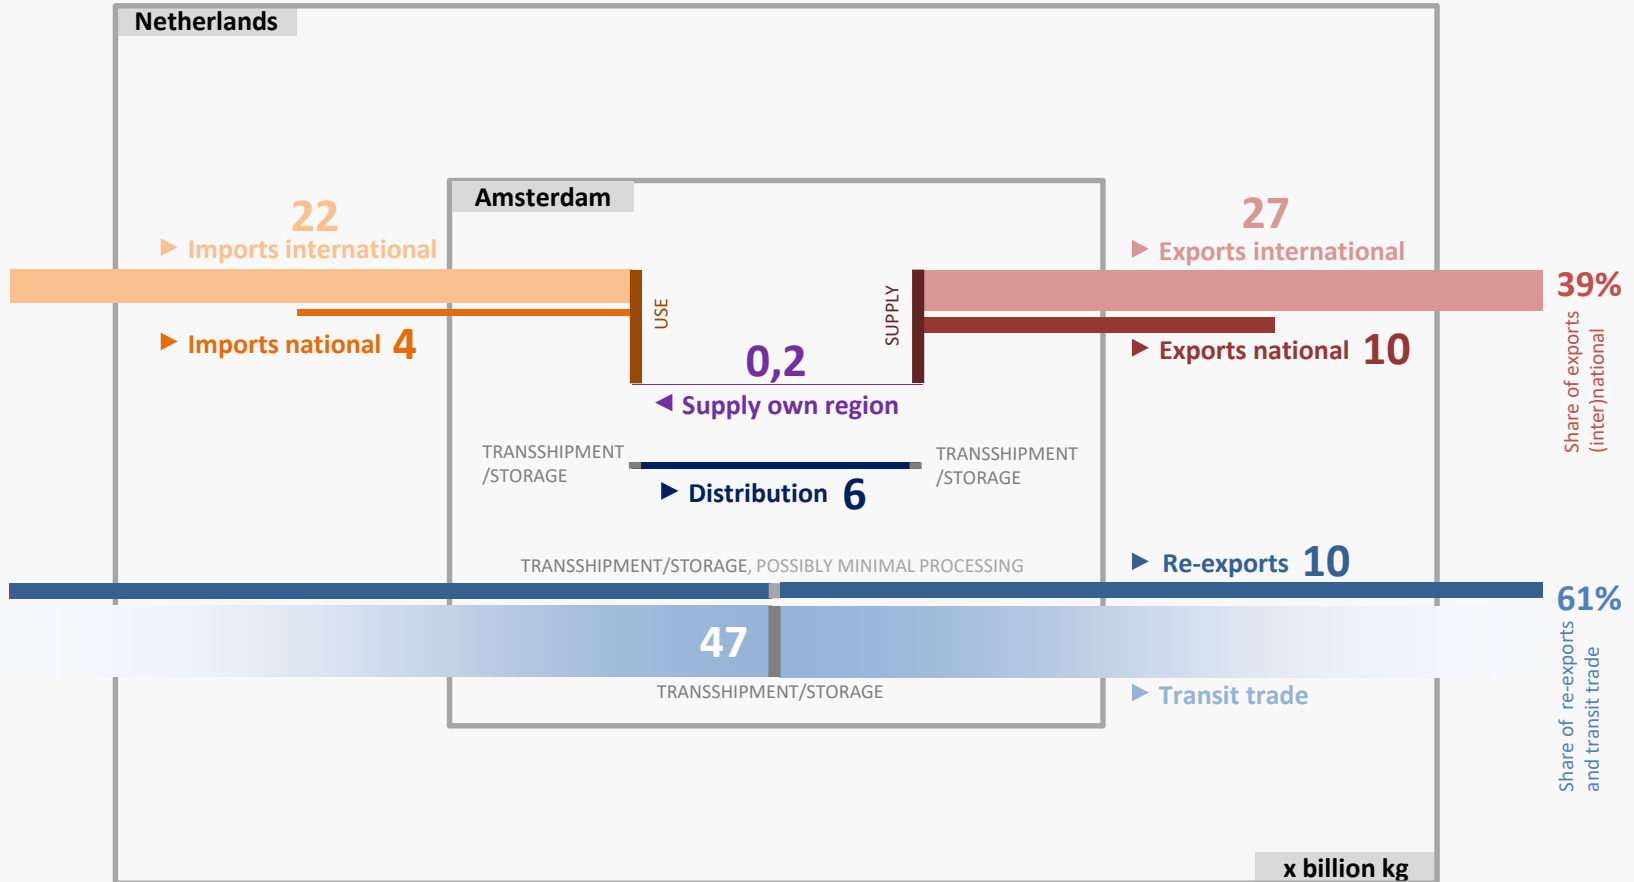 Netherlands
Amsterdam
22
► Imports international
► Imports national 4
USE
SUPPLY
27
► Exports international
► Exports national 10
39%
Share of exports
(inter)national
0,2
◄ Supply own region
TRANSSHIPMENT
/STORAGE
TRANSSHIPMENT
/STORAGE
► Distribution 6
TRANSSHIPMENT/STORAGE, POSSIBLY MINIMAL PROCESSING
► Re-exports 10
47
TRANSSHIPMENT/STORAGE
► Transit trade
61%
Share of re-exports
and transit trade
x billion kg